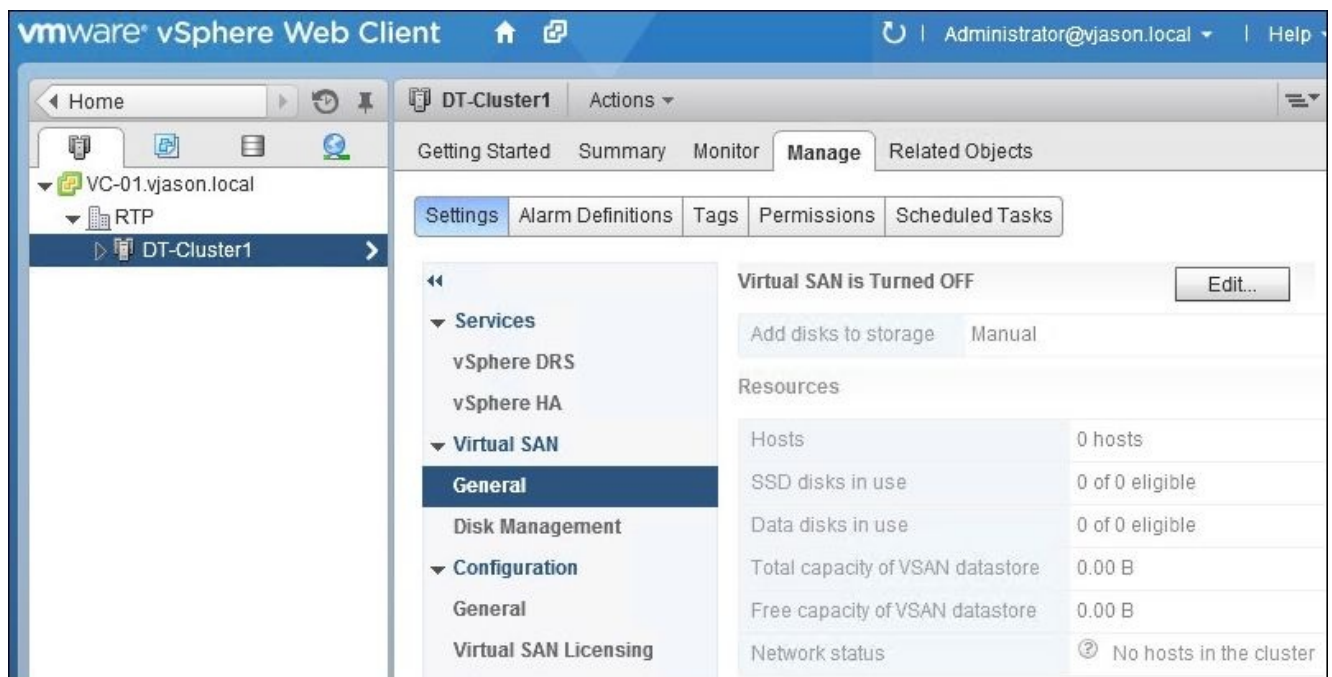 vmware® vSphere Web Client
Administrator@vjason.local
Help
Home
DT-Cluster1
Actions
Getting Started
Summary
Monitor
Manage
Related Objects
VC-01.vjason.local
RTP
DT-Cluster1
Settings
Alarm Definitions
Tags
Permissions
Scheduled Tasks
Services
vSphere DRS
vSphere HA
Virtual SAN
General
Disk Management
Configuration
General
Virtual SAN Licensing
Virtual SAN is Turned OFF
Edit...
Add disks to storage Manual
Resources
Hosts 0 hosts
SSD disks in use 0 of 0 eligible
Data disks in use 0 of 0 eligible
Total capacity of VSAN datastore 0.00 B
Free capacity of VSAN datastore 0.00 B
Network status No hosts in the cluster